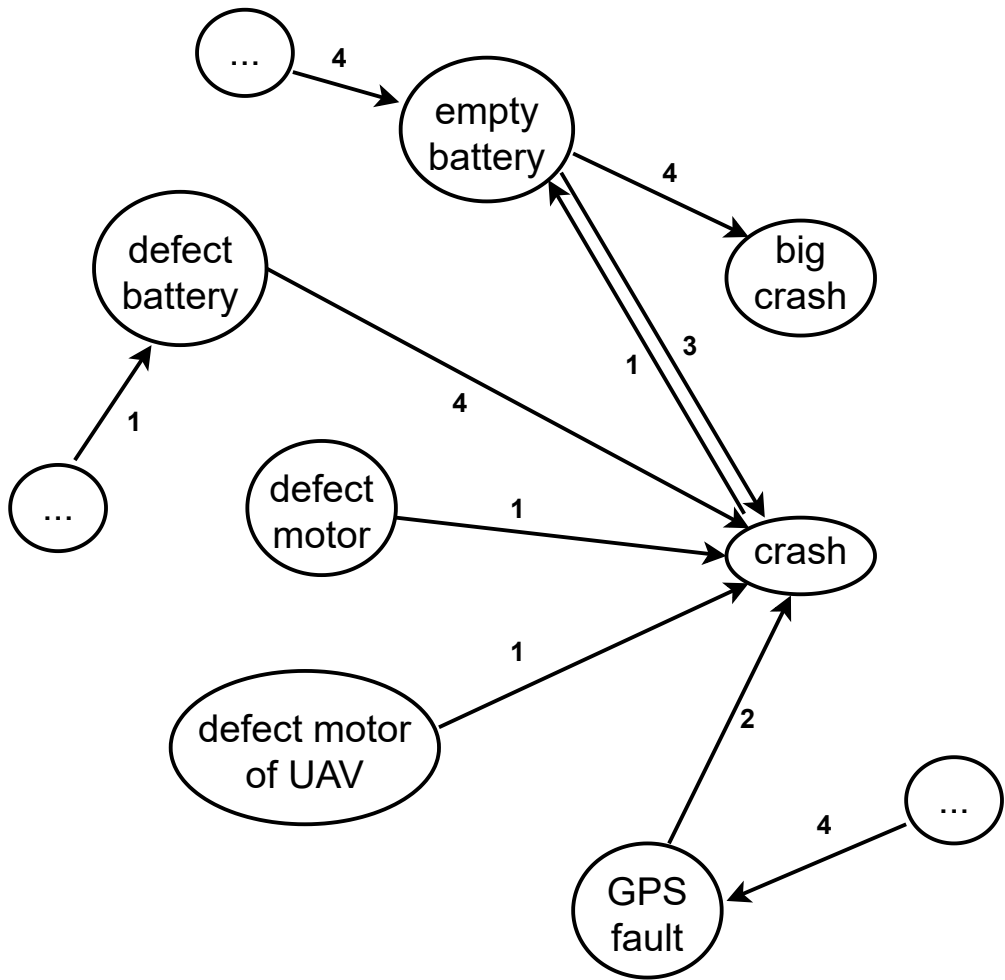 ...
4
empty
battery
4
big
crash
defect
battery
3
1
4
1
...
defect
motor
1
crash
1
defect motor
of UAV
2
4
...
GPS
fault